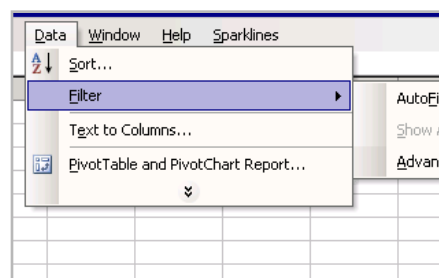 Data Window Help Sparklines
Sort...
Filter
AutoFi
Text to Columns...
Show A
PivotTable and PivotChart Report...
Advan